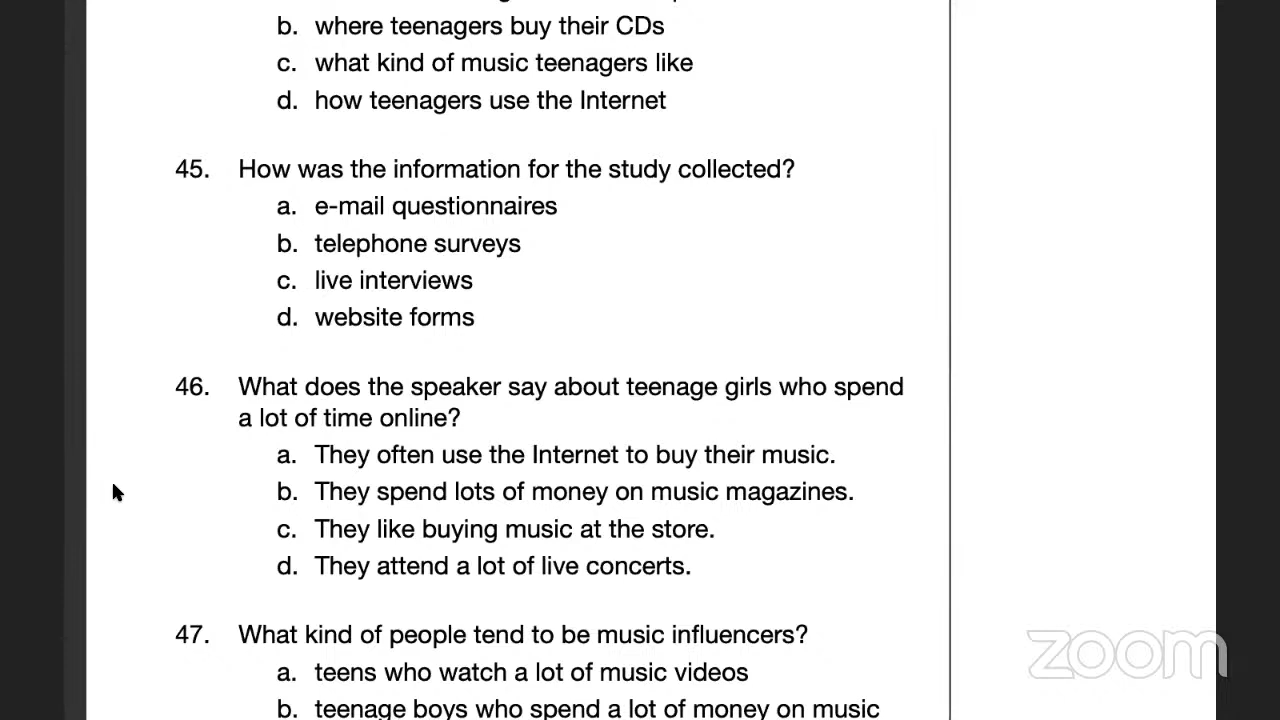 b. where teenagers buy their CDs
c. what kind of music teenagers like
d. how teenagers use the Internet
45. How was the information for the study collected?
a. e-mail questionnaires
b. telephone surveys
c. live interviews
d. website forms
46. What does the speaker say about teenage girls who spend
a lot of time online?
a. They often use the Internet to buy their music.
b. They spend lots of money on music magazines.
c. They like buying music at the store.
d. They attend a lot of live concerts.
47. What kind of people tend to be music influencers?
a. teens who watch a lot of music videos
b. teenage boys who spend a lot of money on music
zoom